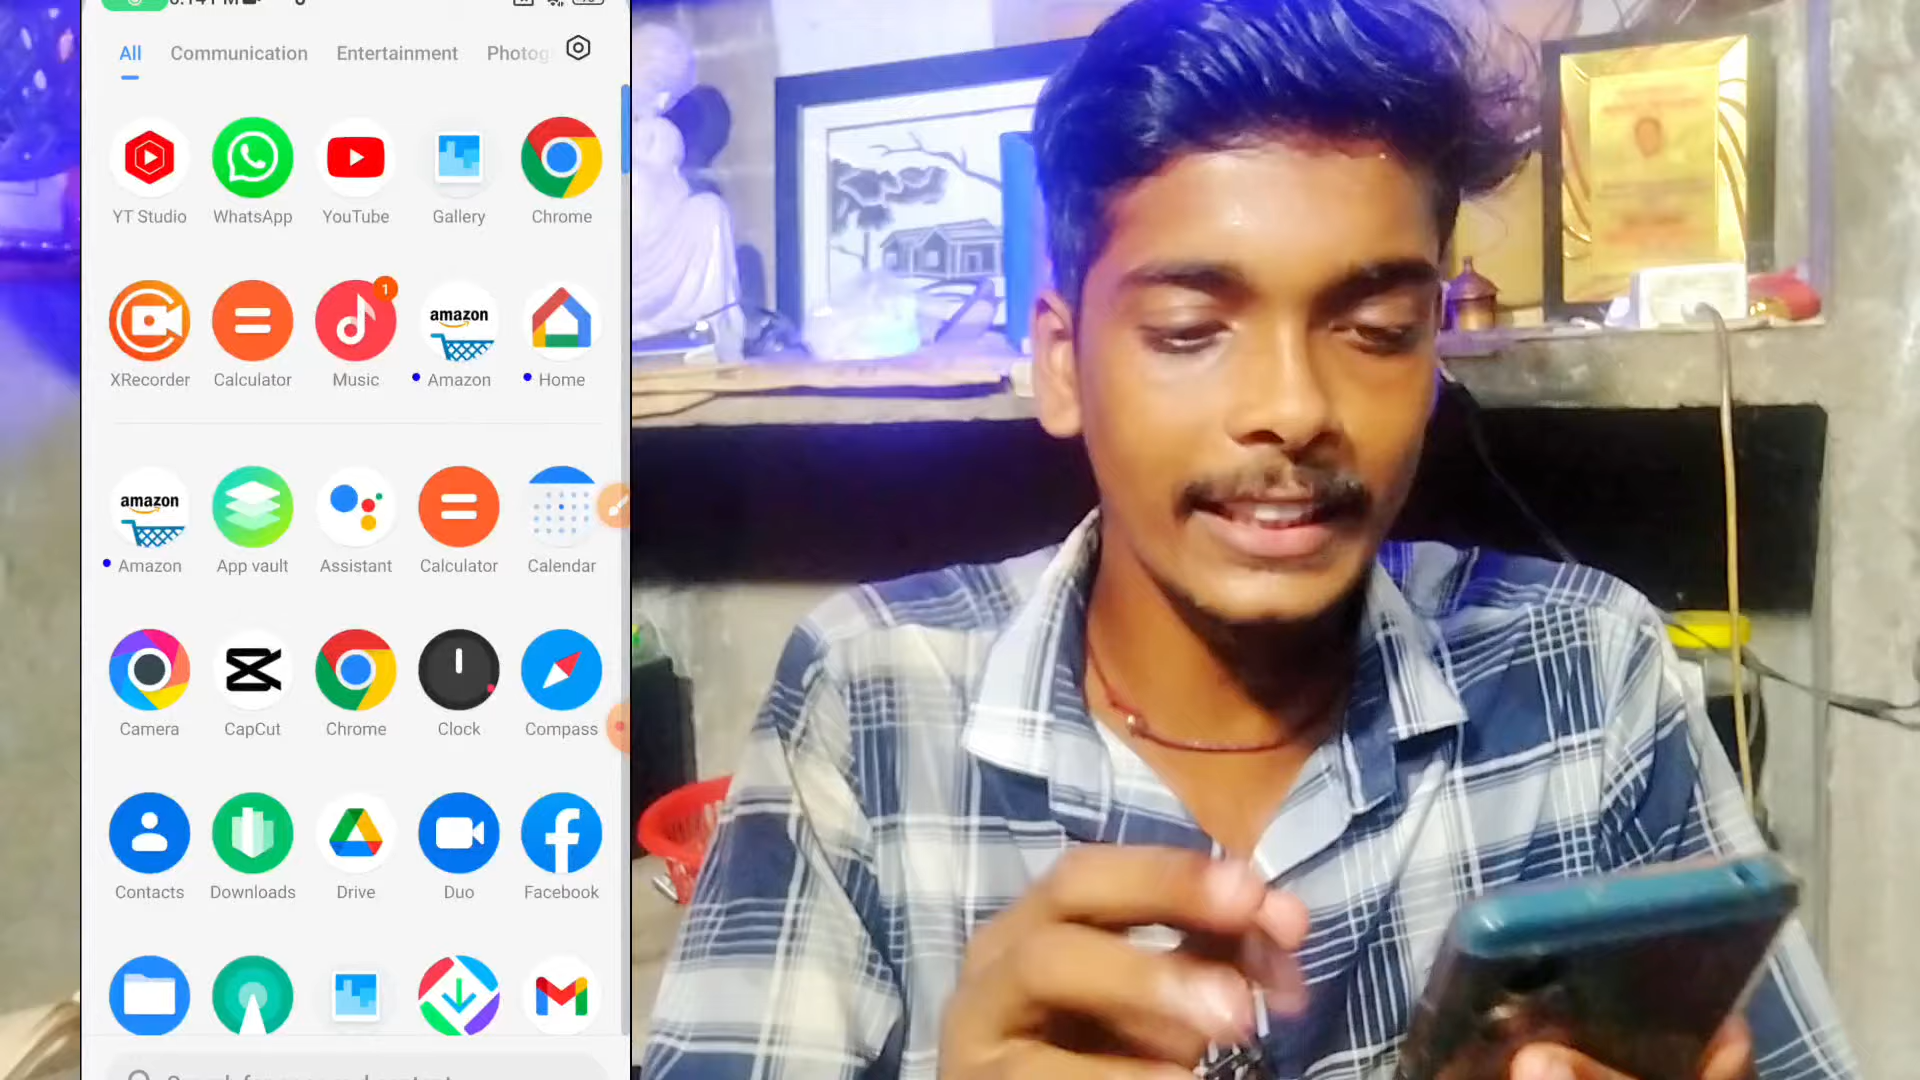 All Communication Entertainment Photog
YT Studio WhatsApp YouTube Gallery Chrome
1
amazon
XRecorder Calculator Music Amazon Home
amazon
Amazon App vault Assistant Calculator Calendar
Camera CapCut Chrome Clock Compass
Contacts Downloads Drive Duo Facebook